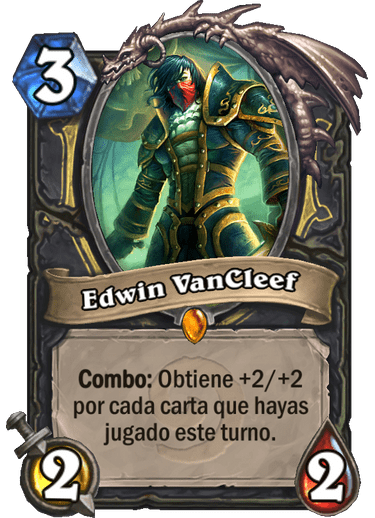 3
Edwin VanCleef
Combo: Obtiene +2/+2
por cada carta que hayas
jugado este turno.
2
2